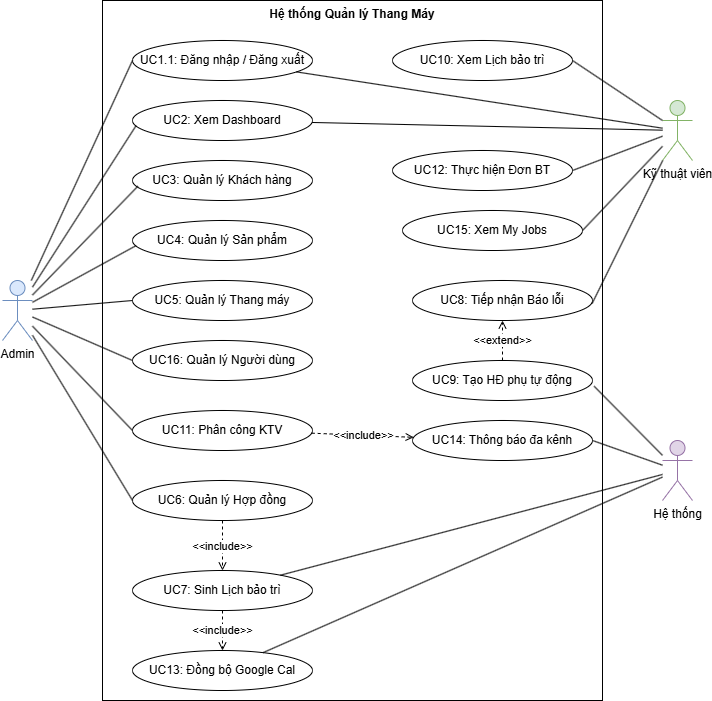 Hệ thống Quản lý Thang Máy
UC1.1: Đăng nhập / Đăng xuất
UC10: Xem Lịch bảo trì
UC2: Xem Dashboard
UC12: Thực hiện Đơn BT
Kỹ thuật viên
UC3: Quản lý Khách hàng
UC15: Xem My Jobs
UC4: Quản lý Sản phẩm
UC5: Quản lý Thang máy
UC8: Tiếp nhận Báo lỗi
<<extend>>
Admin
UC16: Quản lý Người dùng
UC9: Tạo HĐ phụ tự động
UC11: Phân công KTV
<<include>>
UC14: Thông báo đa kênh
UC6: Quản lý Hợp đồng
Hệ thống
<<include>>
UC7: Sinh Lịch bảo trì
<<include>>
UC13: Đồng bộ Google Cal